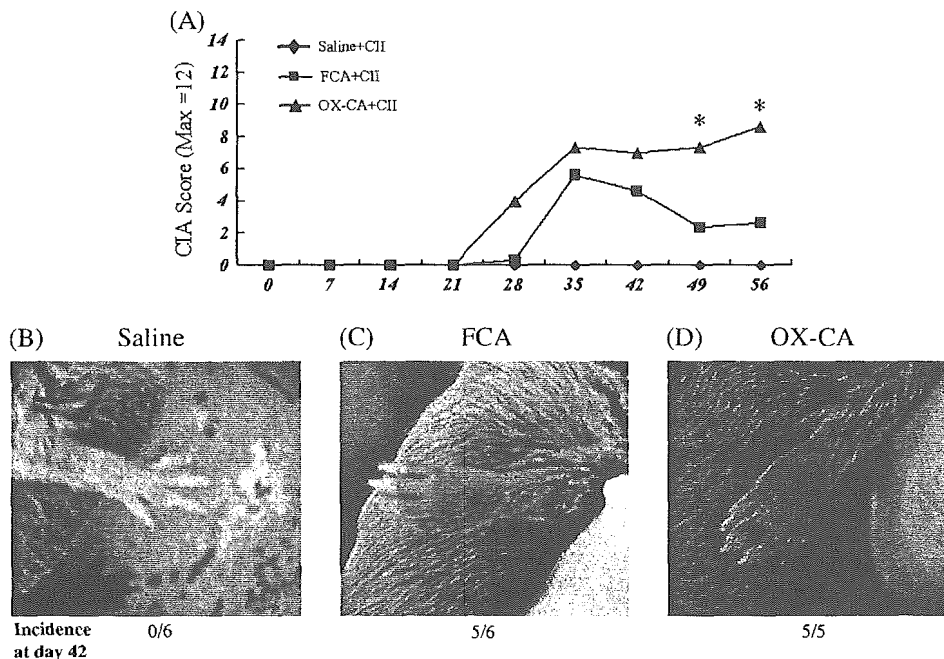 (A)
14
12
10
8
6
4
2
0
CIA Score (Max =12)
Saline+CII
FCA+CII
OX-CA+CII
*
*
0 7 14 21 28 35 42 49 56
(B) Saline
(C) FCA
(D) OX-CA
Incidence at day 42
0/6 5/6 5/5